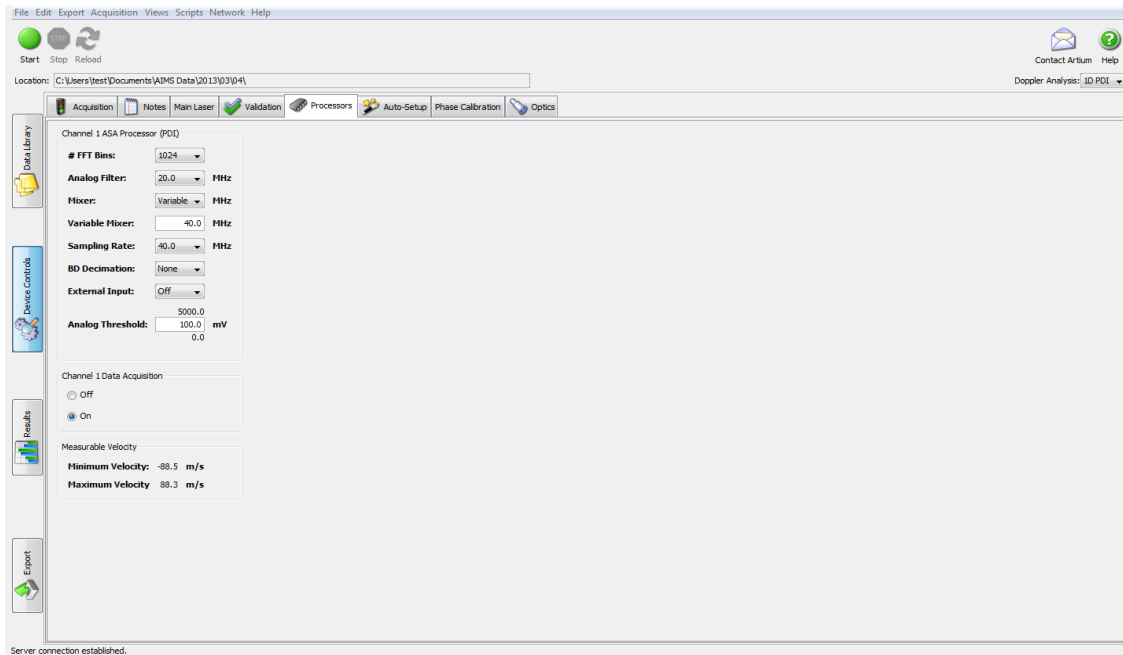 File Edit Export Acquisition Views Scripts Network Help
STOP
Start Stop Reload
Contact Artium Help
Location: C:\Users\test\Documents\AIMS Data\2013\03\04\
Doppler Analysis: 1D PDI
Acquisition Notes Main Laser Validation Processors Auto-Setup Phase Calibration Optics
Data Library
Device Controls
Results
Export
Channel 1 ASA Processor (PDI)
# FFT Bins: 1024
Analog Filter: 20.0 MHz
Mixer: Variable MHz
Variable Mixer: 40.0 MHz
Sampling Rate: 40.0 MHz
BD Decimation: None
External Input: Off
5000.0
Analog Threshold: 100.0 mV
0.0
Channel 1 Data Acquisition
Off
On
Measurable Velocity
Minimum Velocity: -88.5 m/s
Maximum Velocity 88.3 m/s
Server connection established.